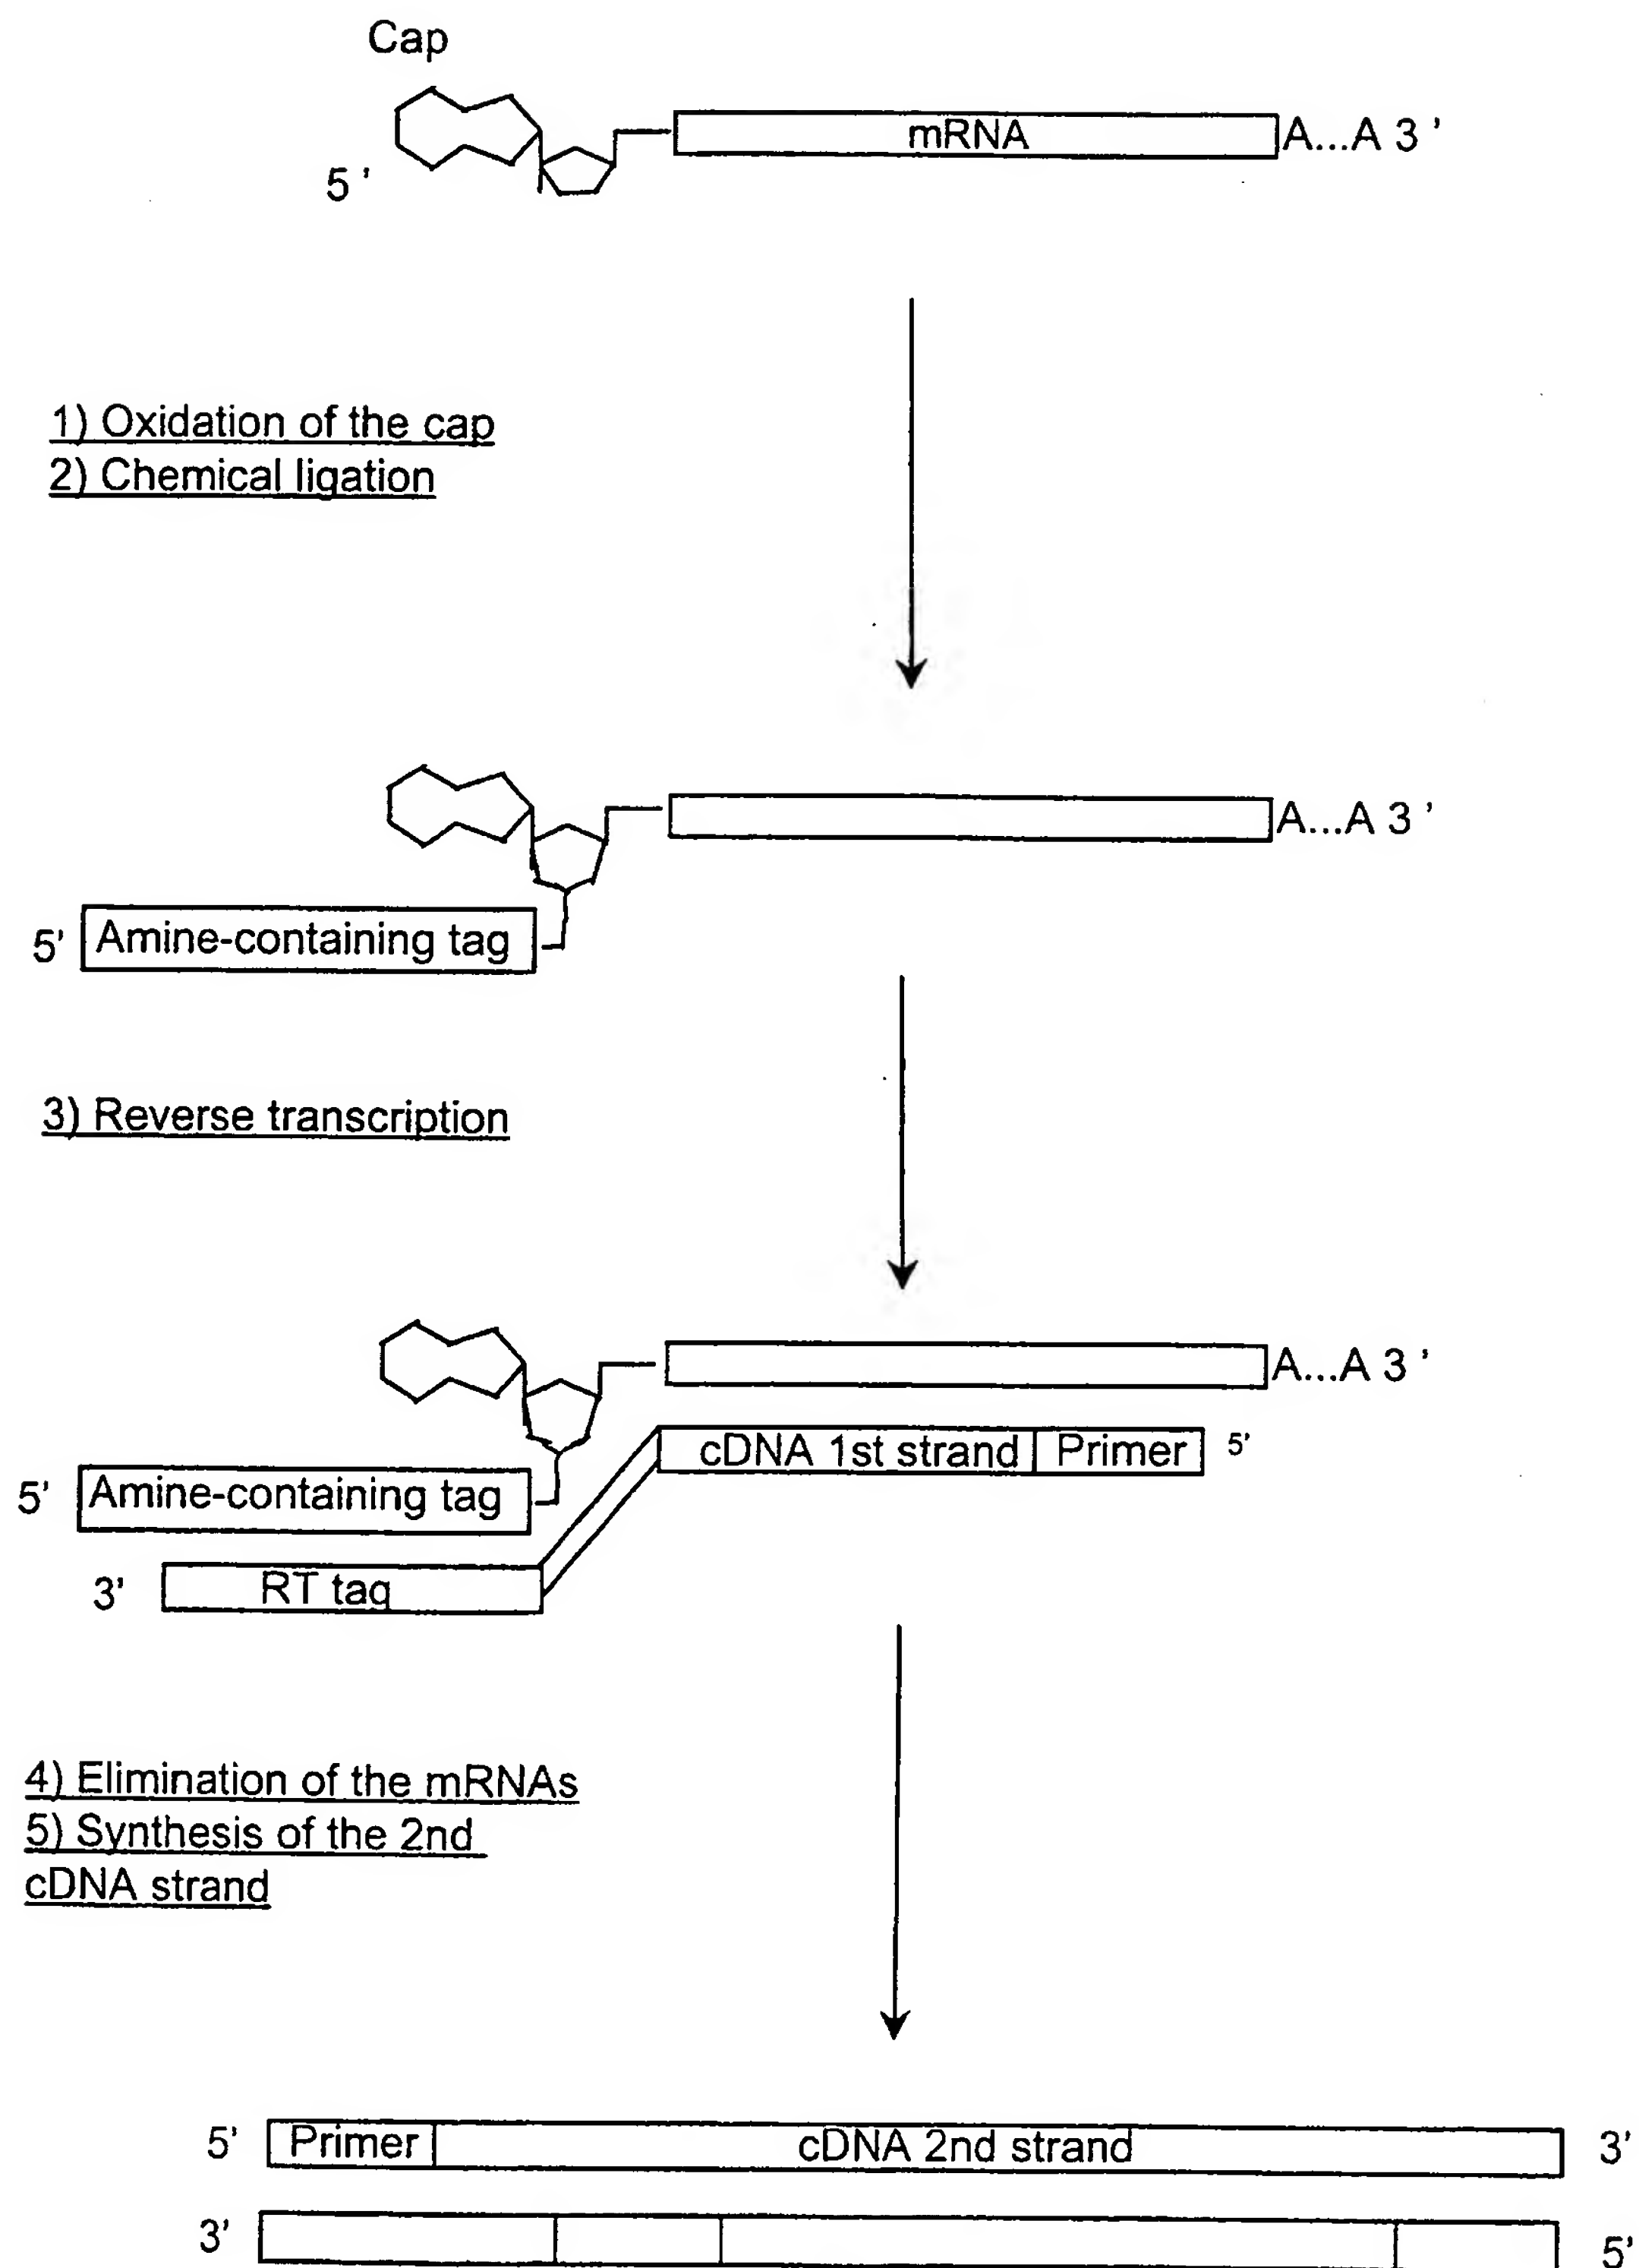 Cap
mRNA
A...A 3 '
5 '
1) Oxidation of the cap
2) Chemical ligation
A...A 3 '
5' Amine-containing tag
3) Reverse transcription
A...A 3 '
cDNA 1st strand Primer 5'
5' Amine-containing tag
3' RT tag
4) Elimination of the mRNAs
5) Synthesis of the 2nd
cDNA strand
5' Primer cDNA 2nd strand 3'
3' 5'